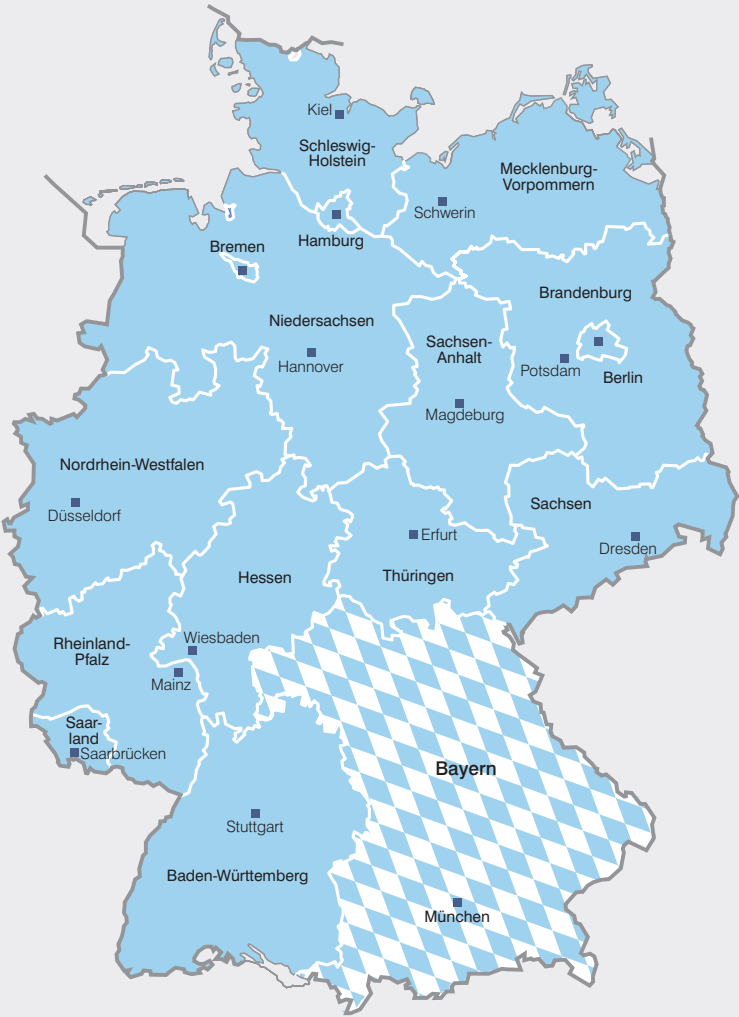 Kiel
Schleswig-
Holstein
Mecklenburg-
Vorpommern
Schwerin
Hamburg
Bremen
Brandenburg
Niedersachsen
Sachsen-
Anhalt
Hannover
Potsdam
Berlin
Magdeburg
Nordrhein-Westfalen
Sachsen
Düsseldorf
Erfurt
Dresden
Hessen
Thüringen
Rheinland-
Pfalz
Wiesbaden
Mainz
Saar-
land
Saarbrücken
Bayern
Stuttgart
Baden-Württemberg
München